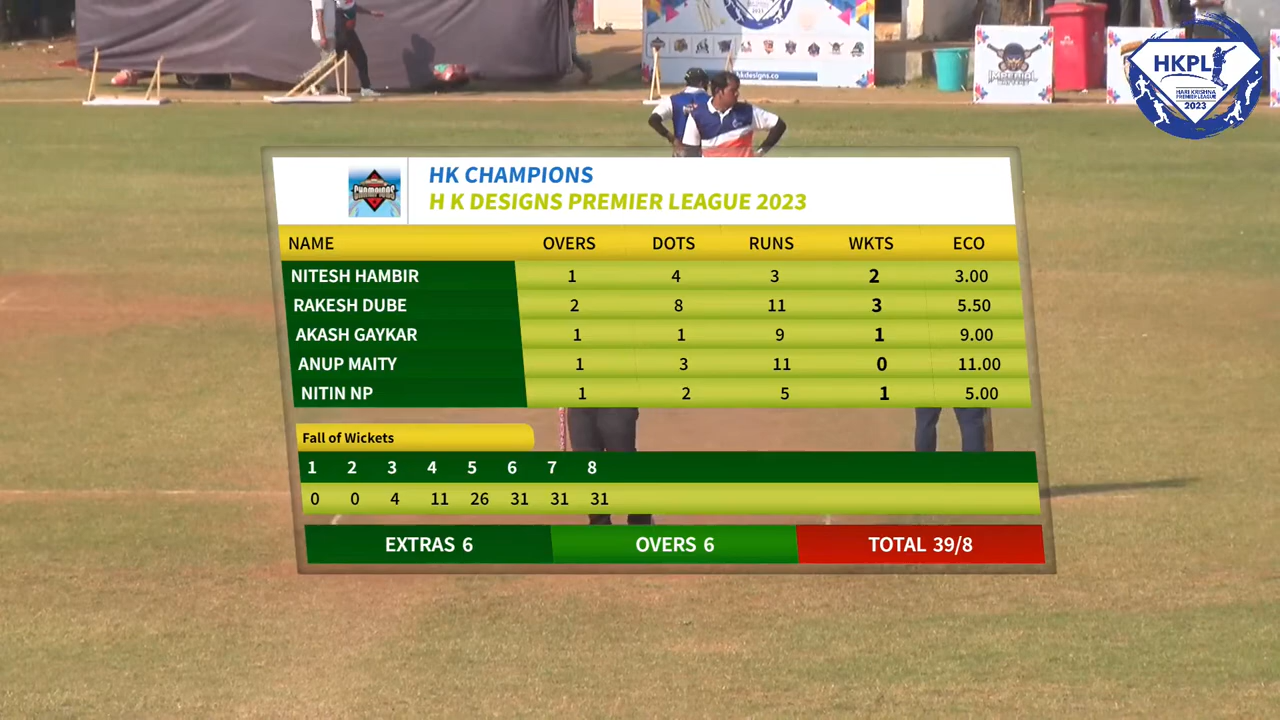 hkdesigns.co
IMPERIAL
HKPL
HARI KRISHNA
PREMIER LEAGUE
2023
CHAMPIONS
HK CHAMPIONS
H K DESIGNS PREMIER LEAGUE 2023
NAME OVERS DOTS RUNS WKTS ECO
NITESH HAMBIR 1 4 3 2 3.00
RAKESH DUBE 2 8 11 3 5.50
AKASH GAYKAR 1 1 9 1 9.00
ANUP MAITY 1 3 11 0 11.00
NITIN NP 1 2 5 1 5.00
Fall of Wickets
1 2 3 4 5 6 7 8
0 0 4 11 26 31 31 31
EXTRAS 6 OVERS 6 TOTAL 39/8